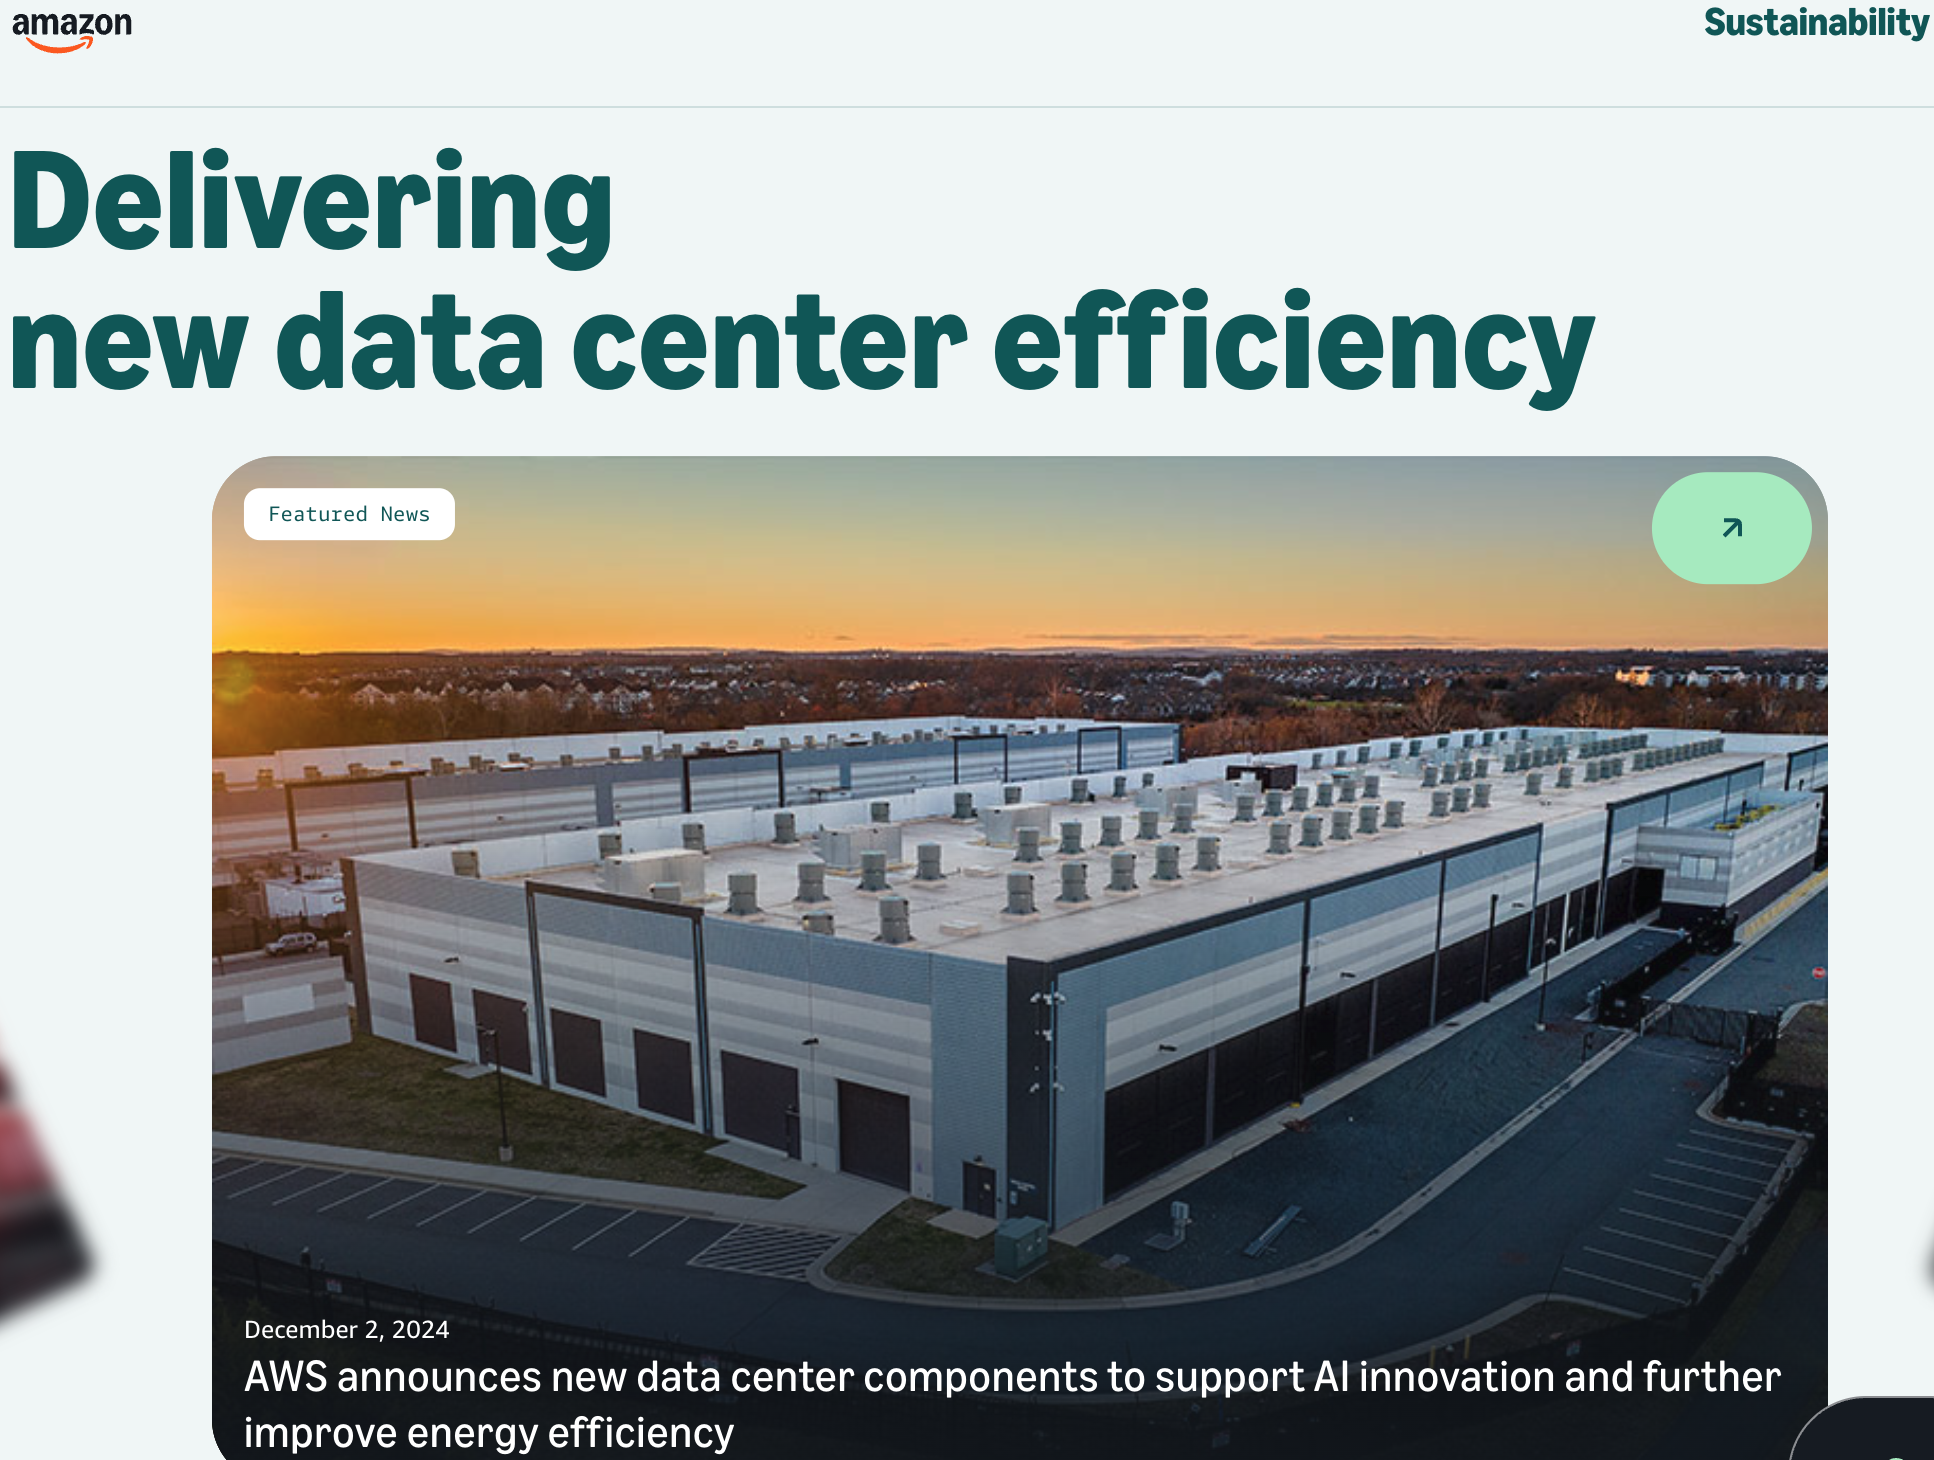 amazon
Sustainability
Delivering
new data center efficiency
Featured News
December 2, 2024
AWS announces new data center components to support AI innovation and further
improve energy efficiency